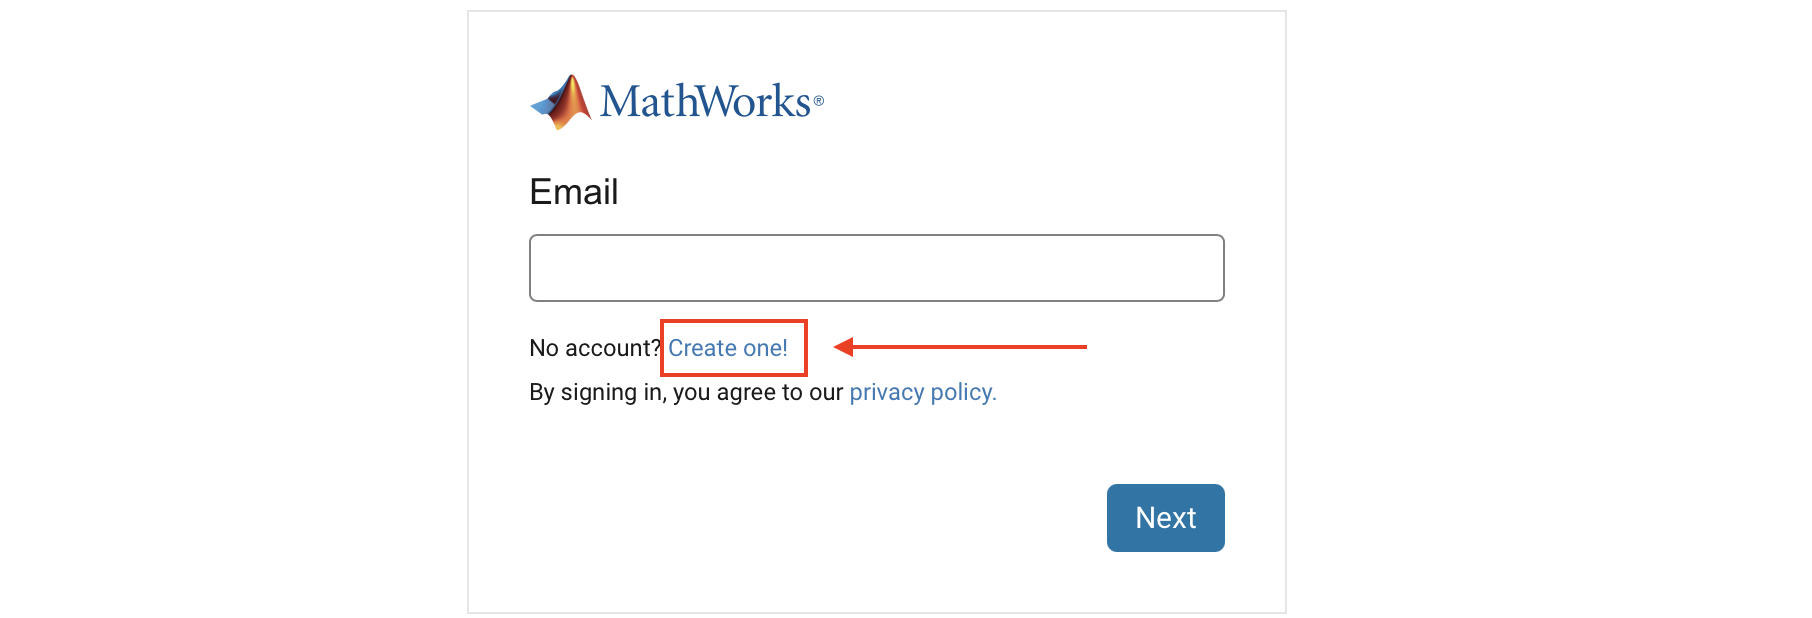 MathWorks®
Email
No account? Create one!
By signing in, you agree to our privacy policy.
Next